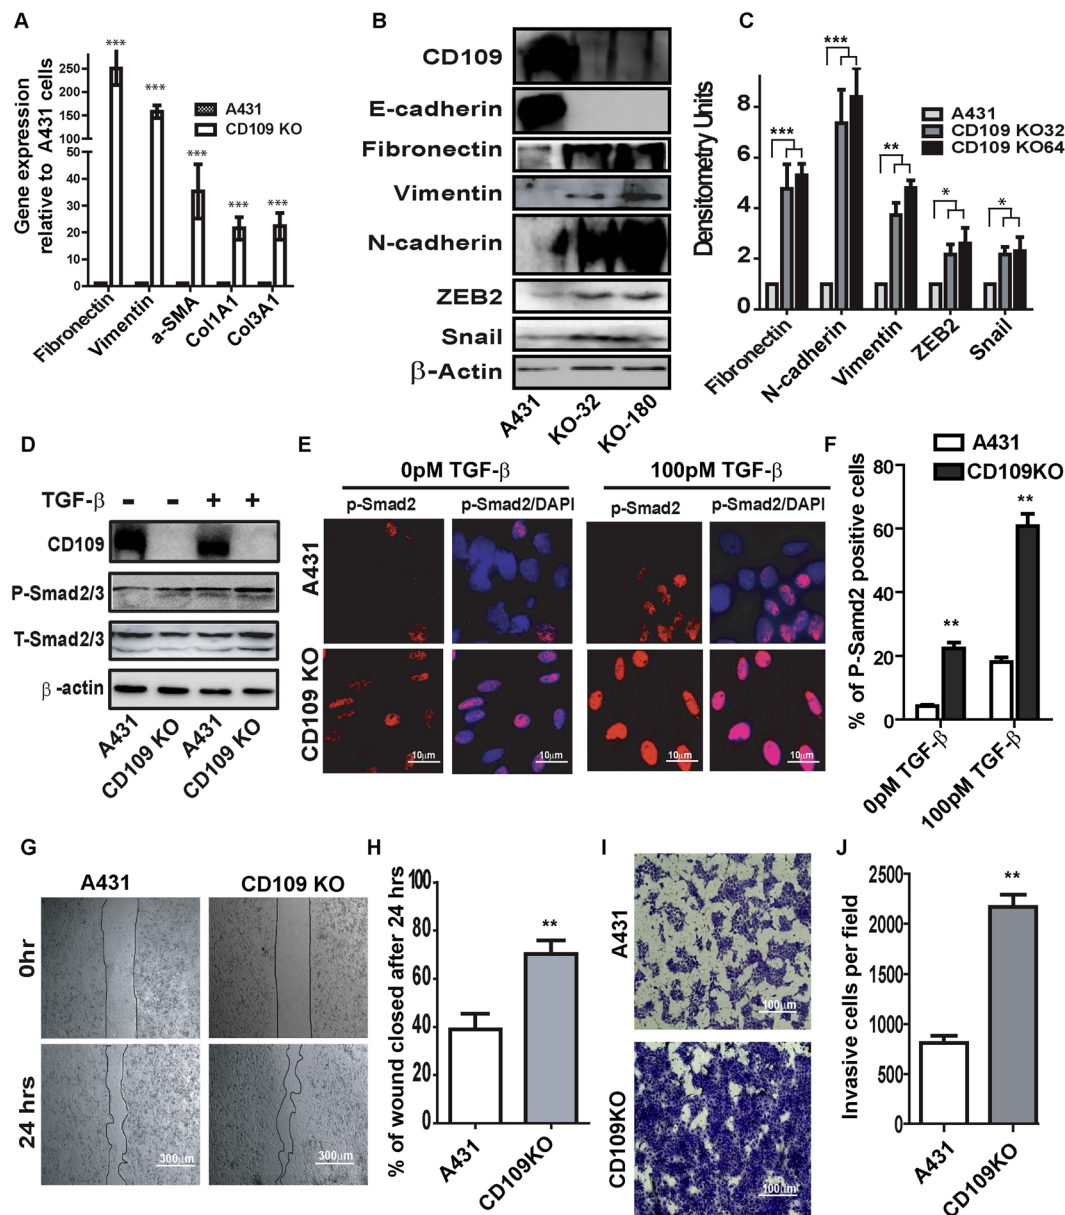 A
Gene expression
relative to A431 cells
250
200
150
100
50
40
30
20
10
0
***
***
***
***
***
A431
CD109 KO
Fibronectin
Vimentin
a-SMA
Col1A1
Col3A1
B
CD109
E-cadherin
Fibronectin
Vimentin
N-cadherin
ZEB2
Snail
β-Actin
A431
KO-32
KO-180
C
Densitometry Units
8
6
4
2
0
***
***
**
*
*
A431
CD109 KO32
CD109 KO64
Fibronectin
N-cadherin
Vimentin
ZEB2
Snail
D
TGF-β - - + +
CD109
P-Smad2/3
T-Smad2/3
β-actin
A431
CD109 KO
A431
CD109 KO
E
0pM TGF-β
100pM TGF-β
p-Smad2
p-Smad2/DAPI
p-Smad2
p-Smad2/DAPI
A431
CD109 KO
10μm
10μm
10μm
10μm
F
A431
CD109KO
% of P-Samd2 positive cells
80
60
40
20
0
**
**
0pM TGF-β
100pM TGF-β
G
A431
CD109 KO
0hr
24 hrs
300μm
300μm
H
% of wound closed after 24 hrs
100
80
60
40
20
0
**
A431
CD109KO
I
A431
CD109KO
100μm
100μm
J
Invasive cells per field
2500
2000
1500
1000
500
0
**
A431
CD109KO